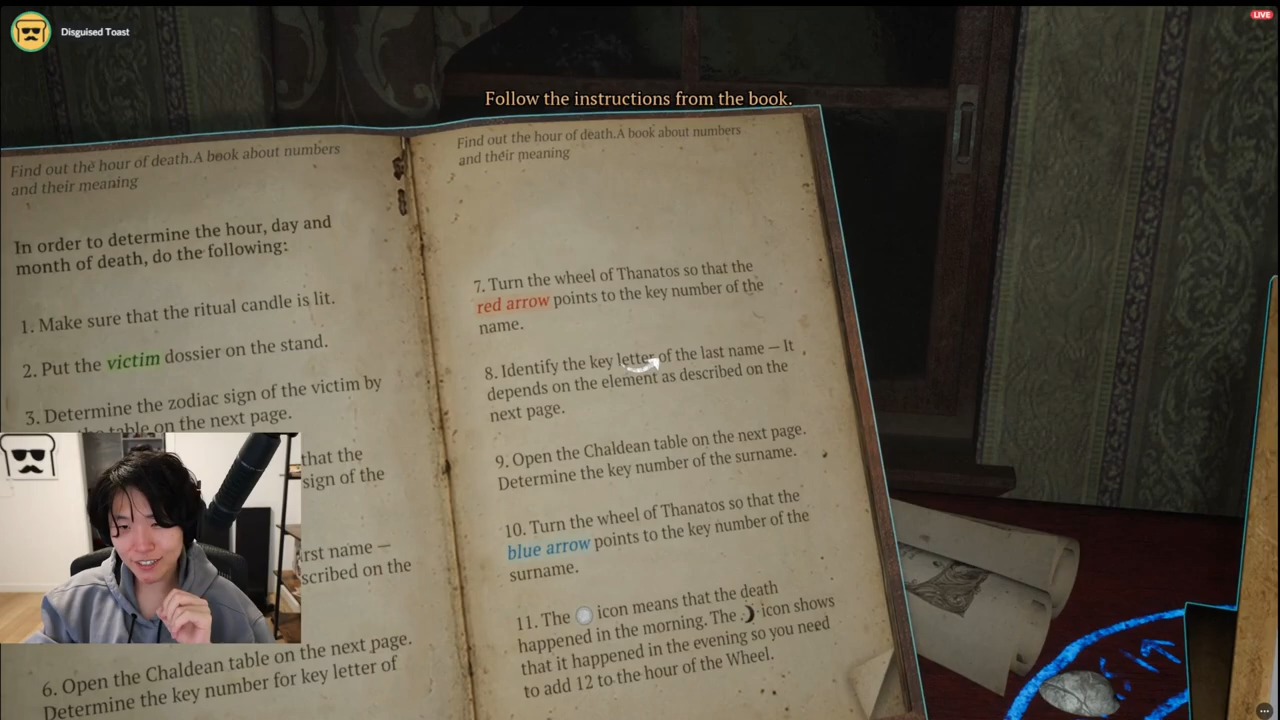 Disguised Toast
LIVE
Follow the instructions from the book.
Find out the hour of death.A book about numbers
and their meaning
In order to determine the hour, day and
month of death, do the following:
1. Make sure that the ritual candle is lit.
2. Put the victim dossier on the stand.
3. Determine the zodiac sign of the victim by
table on the next page.
that the
sign of the
rst name —
scribed on the
6. Open the Chaldean table on the next page.
Determine the key number for key letter of
Find out the hour of death.A book about numbers
and their meaning
7. Turn the wheel of Thanatos so that the
red arrow points to the key number of the
name.
8. Identify the key letter of the last name — It
depends on the element as described on the
next page.
9. Open the Chaldean table on the next page.
Determine the key number of the surname.
10. Turn the wheel of Thanatos so that the
blue arrow points to the key number of the
surname.
11. The icon means that the death
happened in the morning. The icon shows
that it happened in the evening so you need
to add 12 to the hour of the Wheel.